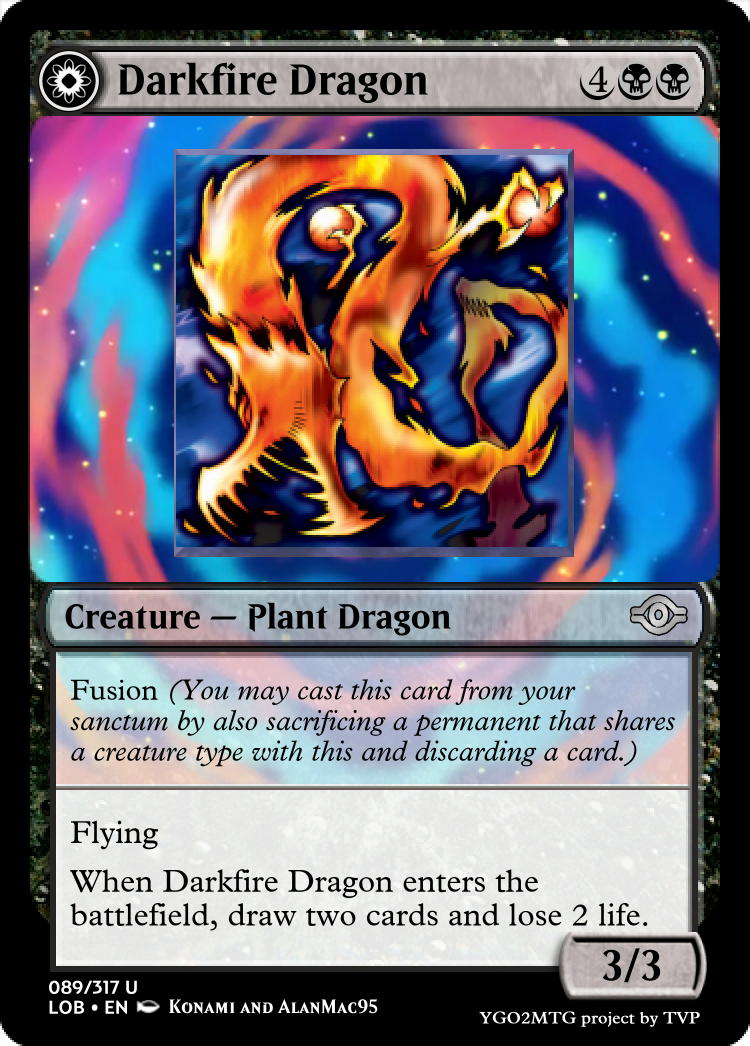 Darkfire Dragon 4
Creature — Plant Dragon
Fusion (You may cast this card from your
sanctum by also sacrificing a permanent that shares
a creature type with this and discarding a card.)
Flying
When Darkfire Dragon enters the
battlefield, draw two cards and lose 2 life.
3/3
089/317 U
LOB • EN Konami and AlanMac95
YGO2MTG project by TVP